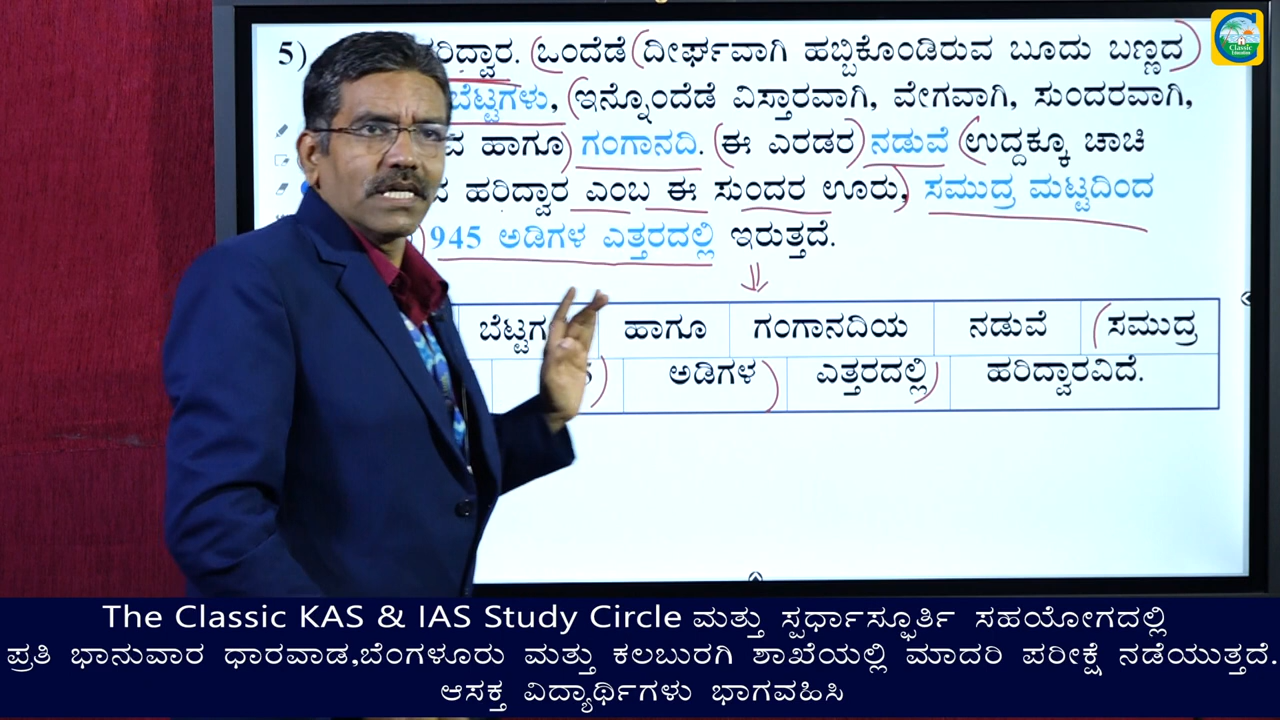 5) ಹರಿದ್ವಾರ. (ಒಂದೆಡೆ (ದೀರ್ಘವಾಗಿ ಹಬ್ಬಿಕೊಂಡಿರುವ ಬೂದು ಬಣ್ಣದ)
ಬೆಟ್ಟಗಳು, (ಇನ್ನೊಂದೆಡೆ ವಿಸ್ತಾರವಾಗಿ, ವೇಗವಾಗಿ, ಸುಂದರವಾಗಿ,
ಹಾಗೂ) ಗಂಗಾನದಿ. (ಈ ಎರಡರ) ನಡುವೆ (ಉದ್ದಕ್ಕೂ ಚಾಚಿ
ಹರಿದ್ವಾರ ಎಂಬ ಈ ಸುಂದರ ಊರು, ) ಸಮುದ್ರ ಮಟ್ಟದಿಂದ
) 945 ಅಡಿಗಳ ಎತ್ತರದಲ್ಲಿ ಇರುತ್ತದೆ.
ಹಾಗೂ ಗಂಗಾನದಿಯ ನಡುವೆ (ಸಮುದ್ರ
) ಅಡಿಗಳ ) ಎತ್ತರದಲ್ಲಿ) ಹರಿದ್ವಾರವಿದೆ.
Classic
Education
The Classic KAS & IAS Study Circle ಮತ್ತು ಸ್ಪರ್ಧಾಸ್ಫೂರ್ತಿ ಸಹಯೋಗದಲ್ಲಿ
ಪ್ರತಿ ಭಾನುವಾರ ಧಾರವಾಡ,ಬೆಂಗಳೂರು ಮತ್ತು ಕಲಬುರಗಿ ಶಾಖೆಯಲ್ಲಿ ಮಾದರಿ ಪರೀಕ್ಷೆ ನಡೆಯುತ್ತದೆ.
ಆಸಕ್ತ ವಿದ್ಯಾರ್ಥಿಗಳು ಭಾಗವಹಿಸಿ